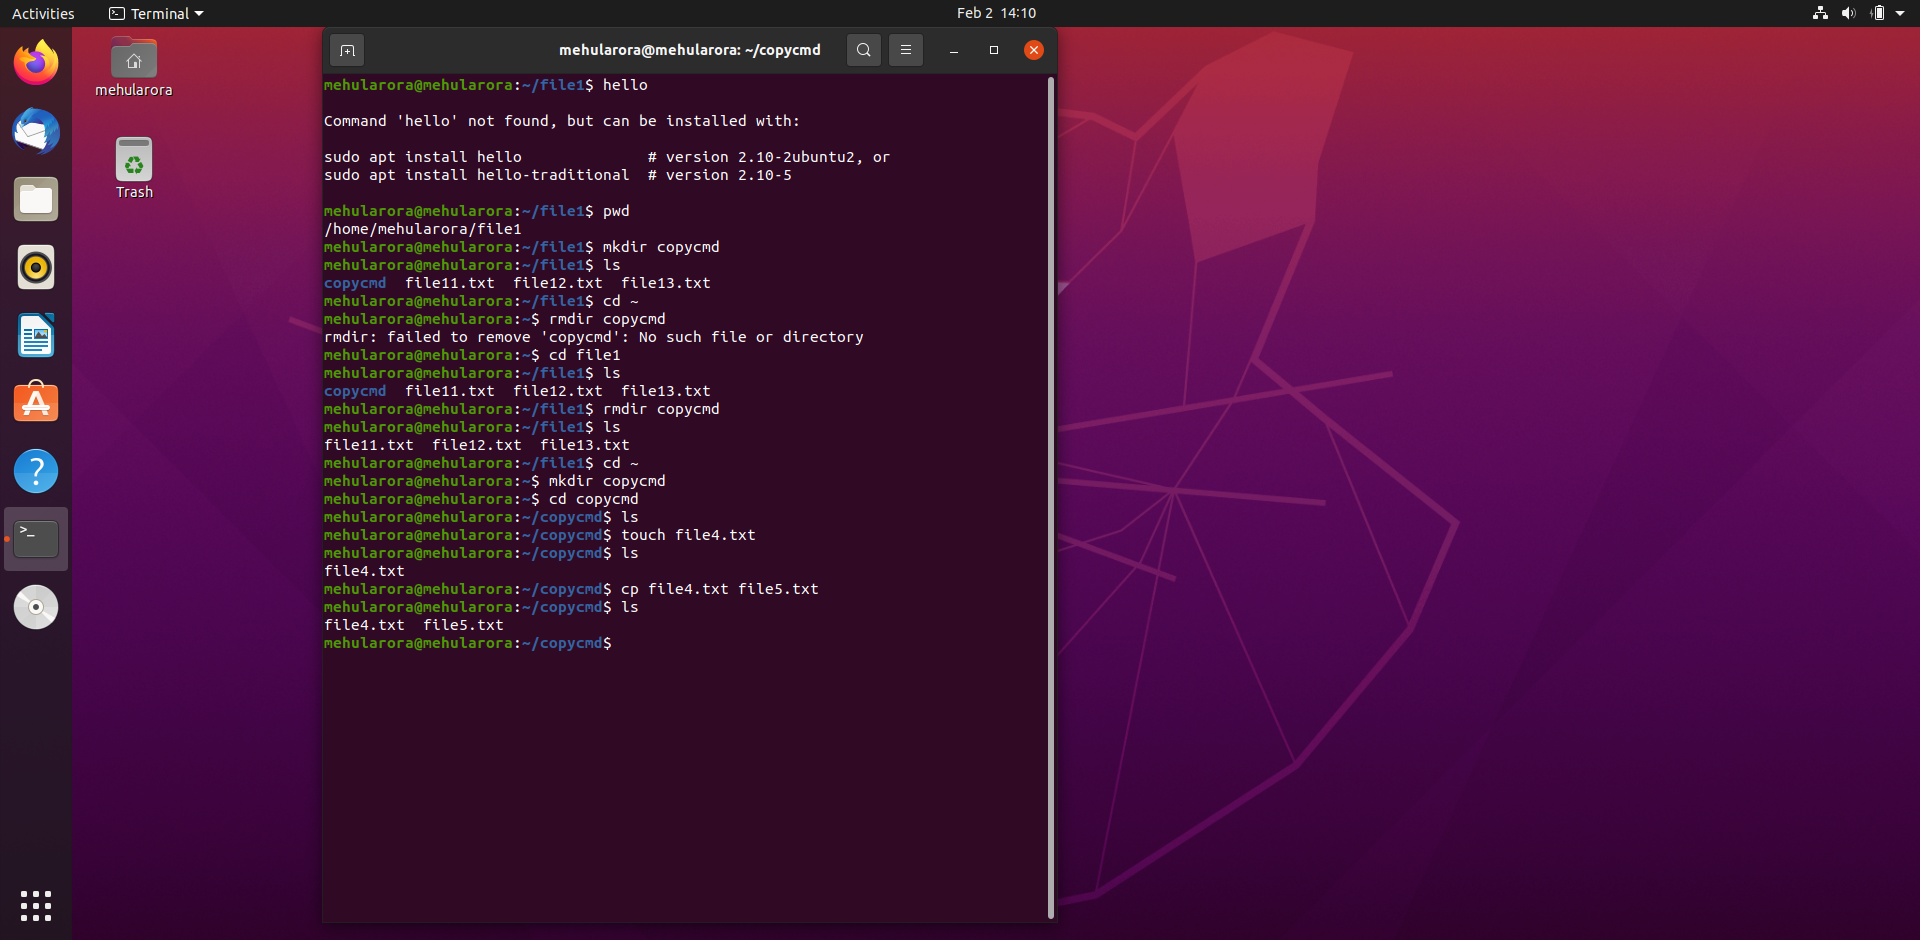 Activities
Terminal
Feb 2  14:10
mehularora
Trash
mehularora@mehularora: ~/copycmd
mehularora@mehularora:~/file1$ hello

Command 'hello' not found, but can be installed with:

sudo apt install hello              # version 2.10-2ubuntu2, or
sudo apt install hello-traditional  # version 2.10-5

mehularora@mehularora:~/file1$ pwd
/home/mehularora/file1
mehularora@mehularora:~/file1$ mkdir copycmd
mehularora@mehularora:~/file1$ ls
copycmd  file11.txt  file12.txt  file13.txt
mehularora@mehularora:~/file1$ cd ~
mehularora@mehularora:~$ rmdir copycmd
rmdir: failed to remove 'copycmd': No such file or directory
mehularora@mehularora:~$ cd file1
mehularora@mehularora:~/file1$ ls
copycmd  file11.txt  file12.txt  file13.txt
mehularora@mehularora:~/file1$ rmdir copycmd
mehularora@mehularora:~/file1$ ls
file11.txt  file12.txt  file13.txt
mehularora@mehularora:~/file1$ cd ~
mehularora@mehularora:~$ mkdir copycmd
mehularora@mehularora:~$ cd copycmd
mehularora@mehularora:~/copycmd$ ls
mehularora@mehularora:~/copycmd$ touch file4.txt
mehularora@mehularora:~/copycmd$ ls
file4.txt
mehularora@mehularora:~/copycmd$ cp file4.txt file5.txt
mehularora@mehularora:~/copycmd$ ls
file4.txt  file5.txt
mehularora@mehularora:~/copycmd$